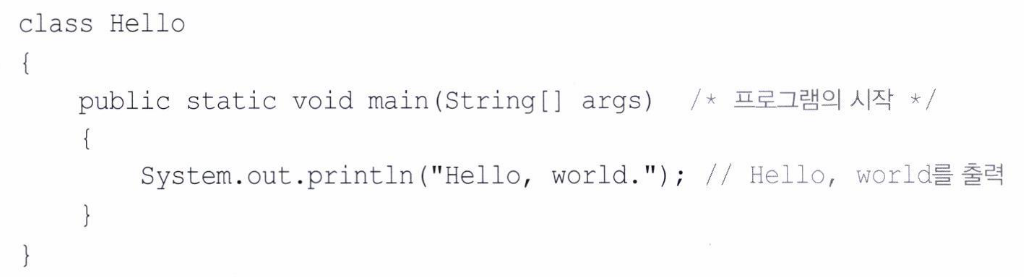 class Hello
{
    public static void main(String[] args)  /* 프로그램의 시작 */
    {
        System.out.println("Hello, world."); // Hello, world를 출력
    }
}